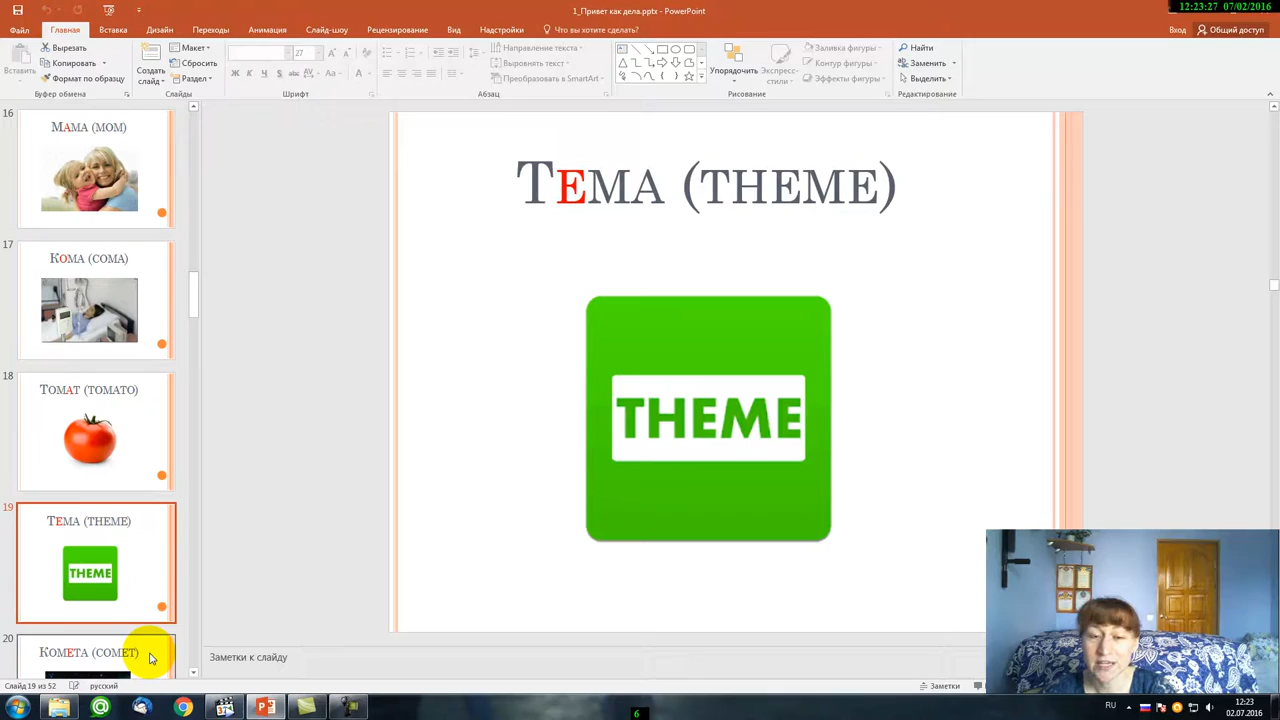 1_Привет как дела.pptx - PowerPoint
12:23:27 07/02/2016
Файл Главная Вставка Дизайн Переходы Анимация Слайд-шоу Рецензирование Вид Надстройки Что вы хотите сделать? Вход Общий доступ
Вырезать
Копировать
Формат по образцу
Вставить
Буфер обмена
Создать слайд
Макет
Сбросить
Раздел
Слайды
27
Шрифт
Направление текста
Выровнять текст
Преобразовать в SmartArt
Абзац
Упорядочить
Экспресс-стили
Заливка фигуры
Контур фигуры
Эффекты фигуры
Рисование
Найти
Заменить
Выделить
Редактирование
16
МАМА (MOM)
17
КОМА (COMA)
18
ТОМАТ (TOMATO)
19
ТЕМА (THEME)
THEME
20
КОМЕТА (COMET)
ТЕМА (THEME)
THEME
Заметки к слайду
Слайд 19 из 52 русский
Заметки
RU
12:23
02.07.2016
6